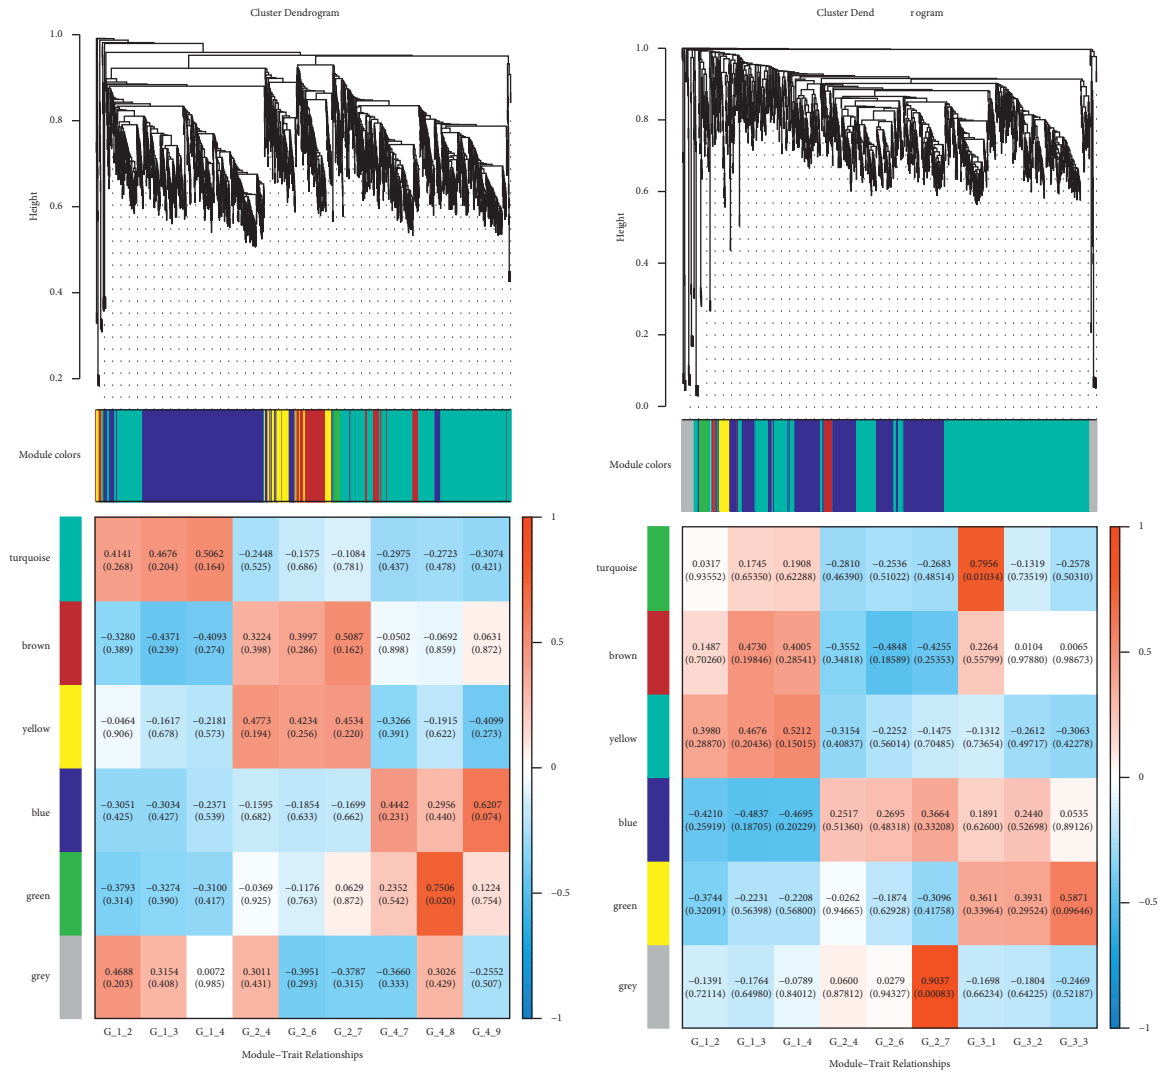 Cluster Dendrogram
1.0
0.8
0.6
0.4
0.2
Height
Module colors
turquoise
0.4141 0.4676 0.5062 −0.2448 −0.1575 −0.1084 −0.2975 −0.2723 −0.3074
(0.268) (0.204) (0.164) (0.525) (0.686) (0.781) (0.437) (0.478) (0.421)
brown
−0.3280 −0.4371 −0.4093 0.3224 0.3997 0.5087 −0.0502 −0.0692 0.0631
(0.389) (0.239) (0.274) (0.398) (0.286) (0.162) (0.898) (0.859) (0.872)
yellow
−0.0464 −0.1617 −0.2181 0.4773 0.4234 0.4534 −0.3266 −0.1915 −0.4099
(0.906) (0.678) (0.573) (0.194) (0.256) (0.220) (0.391) (0.622) (0.273)
blue
−0.3051 −0.3034 −0.2371 −0.1595 −0.1854 −0.1699 0.4442 0.2956 0.6207
(0.425) (0.427) (0.539) (0.682) (0.633) (0.662) (0.231) (0.440) (0.074)
green
−0.3793 −0.3274 −0.3100 −0.0369 −0.1176 0.0629 0.2352 0.7506 0.1224
(0.314) (0.390) (0.417) (0.925) (0.763) (0.872) (0.542) (0.020) (0.754)
grey
0.4688 0.3154 0.0072 0.3011 −0.3951 −0.3787 −0.3660 0.3026 −0.2552
(0.203) (0.408) (0.985) (0.431) (0.293) (0.315) (0.333) (0.429) (0.507)
G_1_2 G_1_3 G_1_4 G_2_4 G_2_6 G_2_7 G_4_7 G_4_8 G_4_9
Module−Trait Relationships
1
0.5
0
−0.5
−1
Cluster Dend rogram
1.0
0.8
0.6
0.4
0.2
0.0
Height
Module colors
turquoise
0.0317 0.1745 0.1908 −0.2810 −0.2536 −0.2683 0.7956 −0.1319 −0.2578
(0.93552) (0.65350) (0.62288) (0.46390) (0.51022) (0.48514) (0.01034) (0.73519) (0.50310)
brown
0.1487 0.4730 0.4005 −0.3552 −0.4848 −0.4255 0.2264 0.0104 0.0065
(0.70260) (0.19846) (0.28541) (0.34818) (0.18589) (0.25353) (0.55799) (0.97880) (0.98673)
yellow
0.3980 0.4676 0.5212 −0.3154 −0.2252 −0.1475 −0.1312 −0.2612 −0.3063
(0.28870) (0.20436) (0.15015) (0.40837) (0.56014) (0.70485) (0.73654) (0.49717) (0.42278)
blue
−0.4210 −0.4837 −0.4695 0.2517 0.2695 0.3664 0.1891 0.2440 0.0535
(0.25919) (0.18705) (0.20229) (0.51360) (0.48318) (0.33208) (0.62600) (0.52698) (0.89126)
green
−0.3744 −0.2231 −0.2208 −0.0262 −0.1874 −0.3096 0.3611 0.3931 0.5871
(0.32091) (0.56398) (0.56800) (0.94665) (0.62928) (0.41758) (0.33964) (0.29524) (0.09646)
grey
−0.1391 −0.1764 −0.0789 0.0600 0.0279 0.9037 −0.1698 −0.1804 −0.2469
(0.72114) (0.64980) (0.84012) (0.87812) (0.94327) (0.00083) (0.66234) (0.64225) (0.52187)
G_1_2 G_1_3 G_1_4 G_2_4 G_2_6 G_2_7 G_3_1 G_3_2 G_3_3
Module−Trait Relationships
1
0.5
0
−0.5
−1